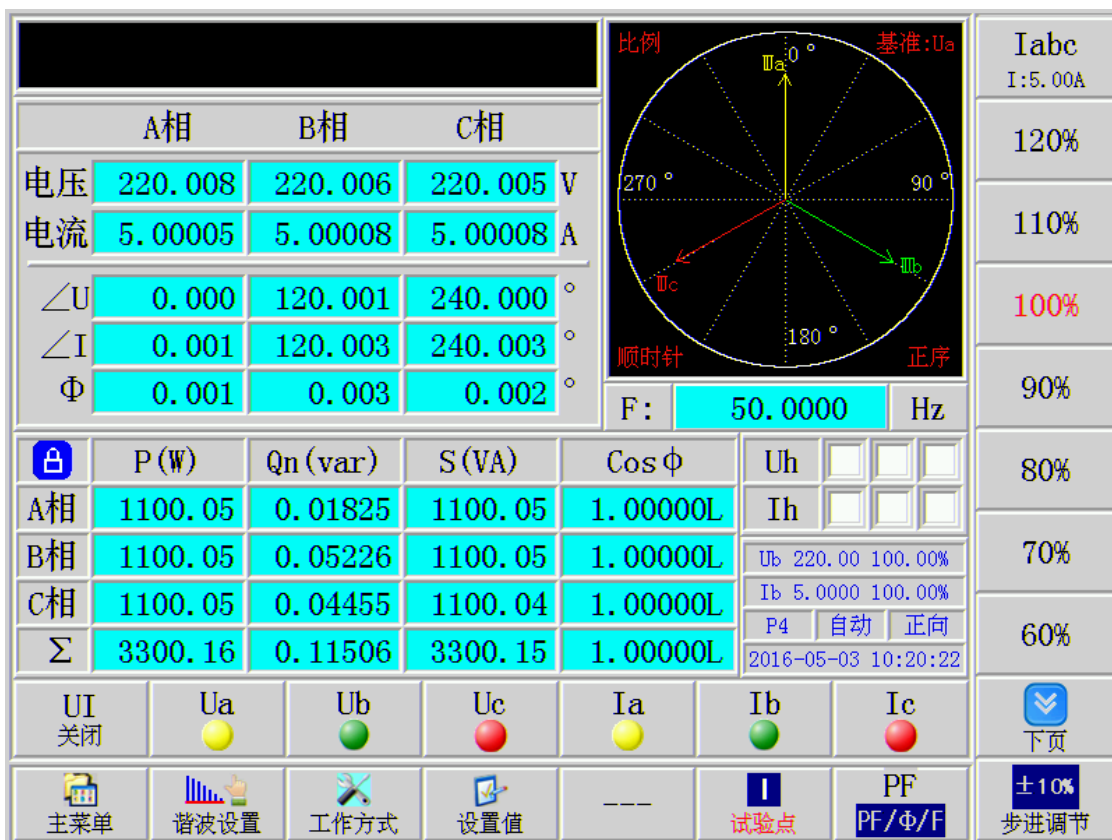 比例 基准:Ua
ⅢUa 0°
270° 90°
Ub
Uc
180°
顺时针 正序
A相 B相 C相
电压 220.008 220.006 220.005 V
电流 5.00005 5.00008 5.00008 A
∠U 0.000 120.001 240.000 °
∠I 0.001 120.003 240.003 °
Φ 0.001 0.003 0.002 °
F: 50.0000 Hz
P(W) Qn(var) S(VA) Cosφ
A相 1100.05 0.01825 1100.05 1.00000L
B相 1100.05 0.05226 1100.05 1.00000L
C相 1100.05 0.04455 1100.04 1.00000L
Σ 3300.16 0.11506 3300.15 1.00000L
Uh
Ih
Ub 220.00 100.00%
Ib 5.0000 100.00%
P4 自动 正向
2016-05-03 10:20:22
Iabc
I:5.00A
120%
110%
100%
90%
80%
70%
60%
下页
UI Ua Ub Uc Ia Ib Ic
关闭
主菜单 谐波设置 工作方式 设置值 --- I 试验点
PF
PF/Φ/F
±10%
步进调节